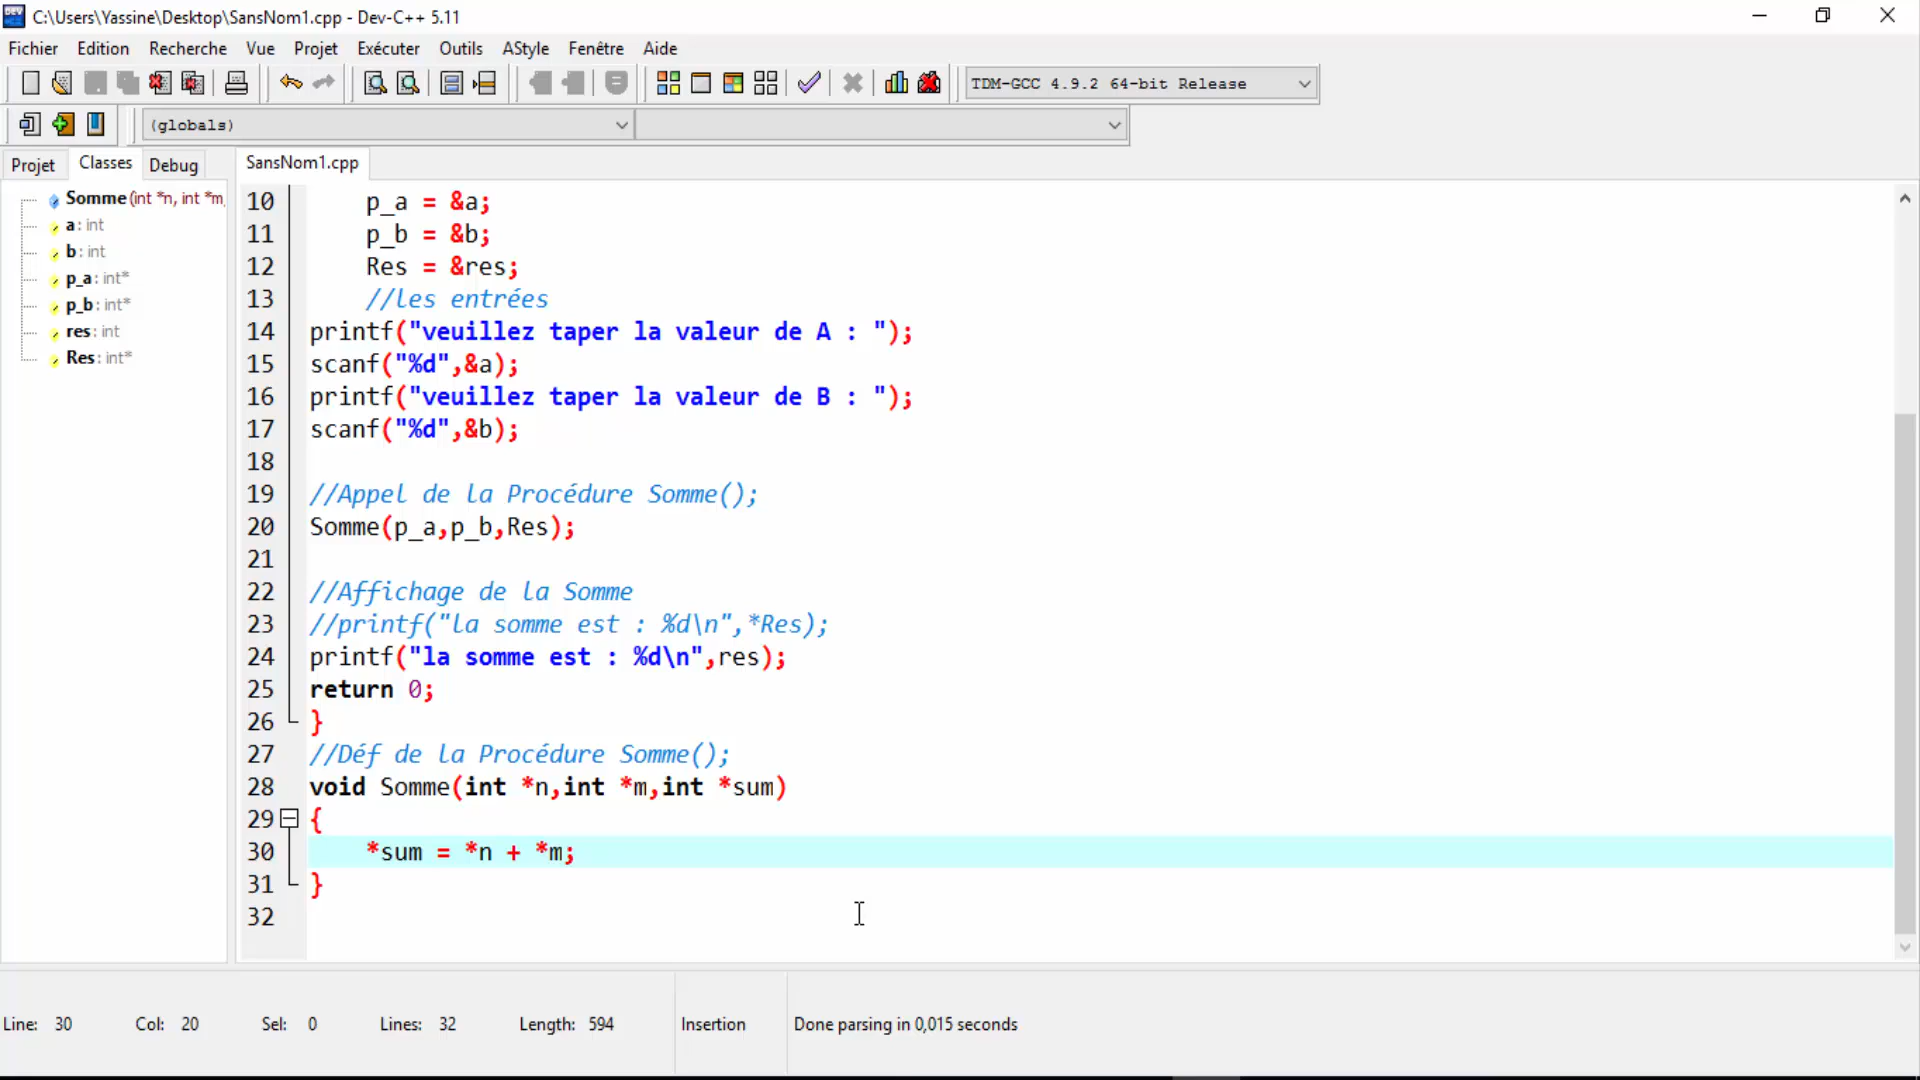 C:\Users\Yassine\Desktop\SansNom1.cpp - Dev-C++ 5.11
Fichier Edition Recherche Vue Projet Exécuter Outils AStyle Fenêtre Aide
TDM-GCC 4.9.2 64-bit Release
(globals)
Projet Classes Debug
SansNom1.cpp
Somme (int *n, int *m,
a : int
b : int
p_a : int*
p_b : int*
res : int
Res : int*
10 p_a = &a;
11 p_b = &b;
12 Res = &res;
13 //les entrées
14 printf("veuillez taper la valeur de A : ");
15 scanf("%d",&a);
16 printf("veuillez taper la valeur de B : ");
17 scanf("%d",&b);
18
19 //Appel de la Procédure Somme();
20 Somme(p_a,p_b,Res);
21
22 //Affichage de la Somme
23 //printf("la somme est : %d\n",*Res);
24 printf("la somme est : %d\n",res);
25 return 0;
26 }
27 //Déf de la Procédure Somme();
28 void Somme(int *n,int *m,int *sum)
29 {
30 *sum = *n + *m;
31 }
32
Line: 30 Col: 20 Sel: 0 Lines: 32 Length: 594 Insertion Done parsing in 0,015 seconds